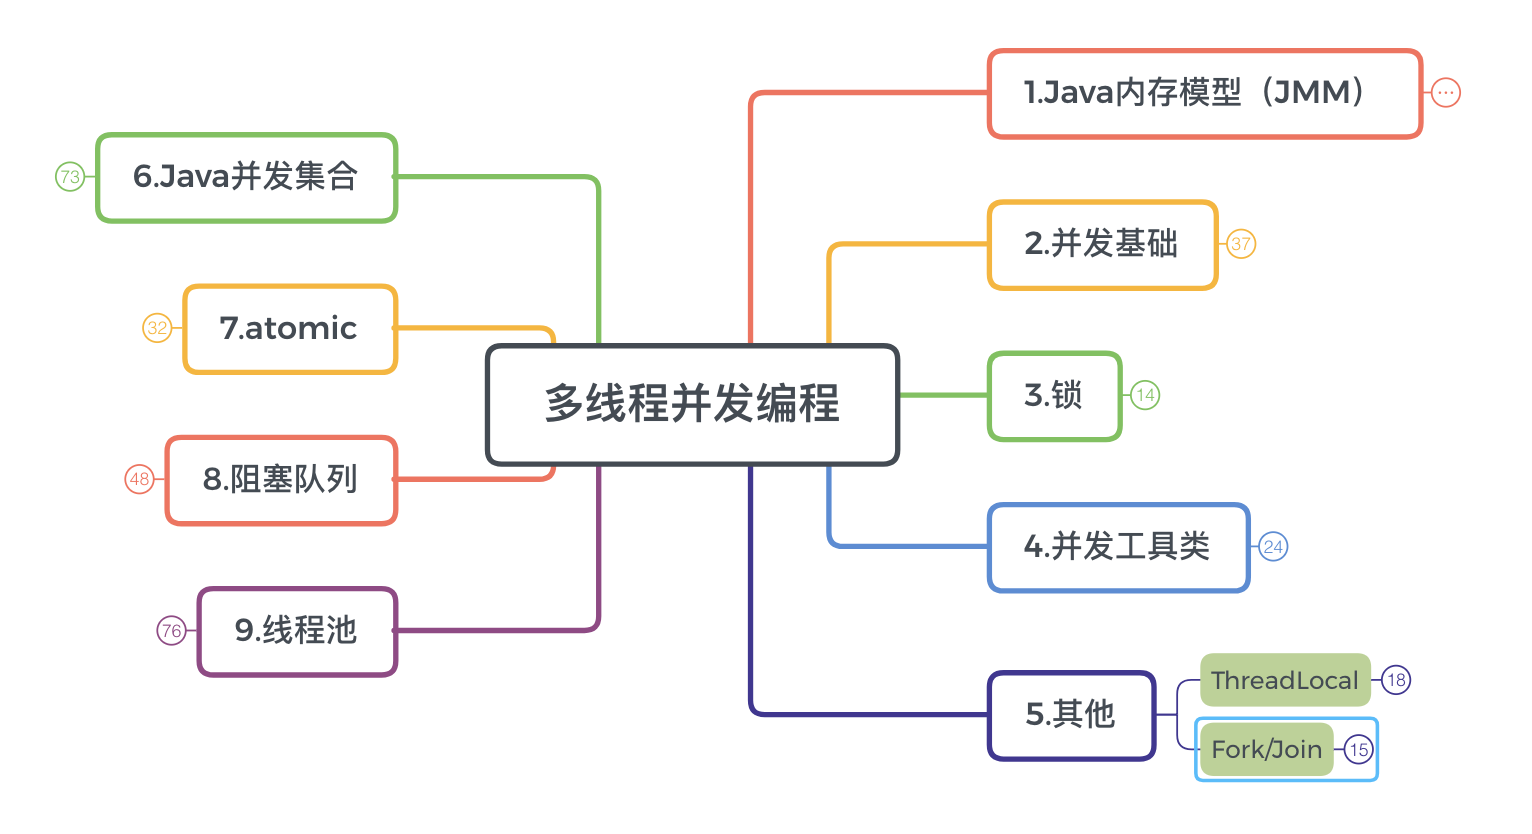 多线程并发编程
1.Java内存模型（JMM）
...
2.并发基础
37
3.锁
14
4.并发工具类
24
5.其他
ThreadLocal
18
Fork/Join
15
6.Java并发集合
73
7.atomic
32
8.阻塞队列
48
9.线程池
76